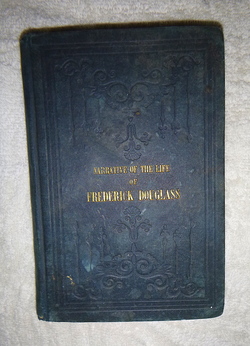 NARRATIVE OF THE LIFE
OF
FREDERICK DOUGLASS